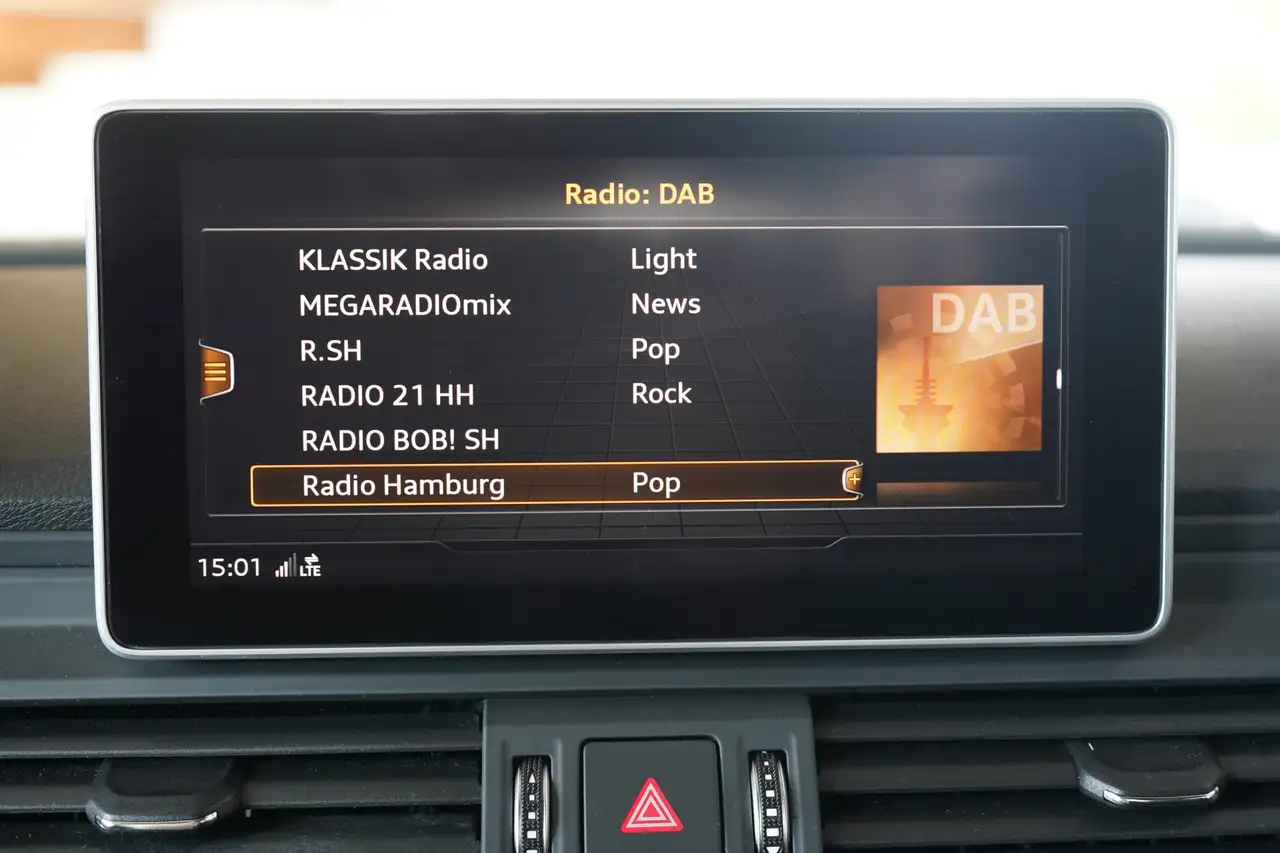 Radio: DAB
KLASSIK Radio Light
MEGARADIOmix News
R.SH Pop
RADIO 21 HH Rock
RADIO BOB! SH
Radio Hamburg Pop
DAB
15:01 LTE